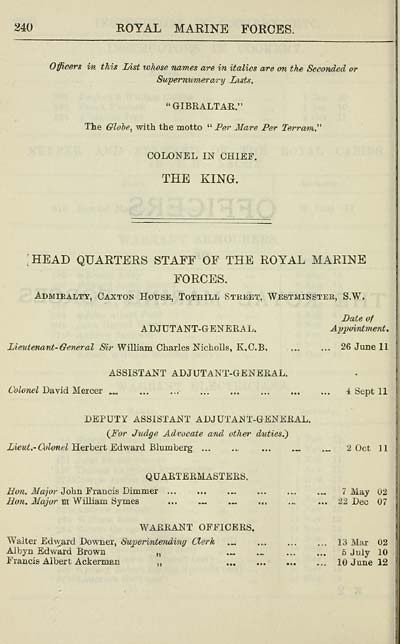 240 ROYAL MARINE FORCES.
Officers in this List whose names are in italics are on the Seconded or
Supernumerary Lists.
"GIBRALTAR."
The Globe, with the motto "Per Mare Per Terram."
COLONEL IN CHIEF.
THE KING.
HEAD QUARTERS STAFF OF THE ROYAL MARINE
FORCES.
ADMIRALTY, CAXTON HOUSE, TOTHILL STREET, WESTMINSTER, S.W.
Date of
ADJUTANT-GENERAL. Appointment.
Lieutenant-General Sir William Charles Nicholls, K.C.B. ... ... 26 June 11
ASSISTANT ADJUTANT-GENERAL.
Colonel David Mercer ... ... ... ... ... ... ... ... 4 Sept 11
DEPUTY ASSISTANT ADJUTANT-GENERAL.
(For Judge Advocate and other duties.)
Lieut.-Colonel Herbert Edward Blumberg ... ... ... ... ... 2 Oct 11
QUARTERMASTERS.
Hon. Major John Francis Dimmer ... ... ... ... ... ... 7 May 02
Hon. Major William Symes ... ... ... ... ... ... 22 Dec 07
WARRANT OFFICERS.
Walter Edward Downer, Superintending Clerk ... ... ... ... 13 Mar 02
Albyn Edward Brown „ ... ... ... ... 5 July 10
Francis Albert Ackerman „ ... ... ... ... 10 June 12